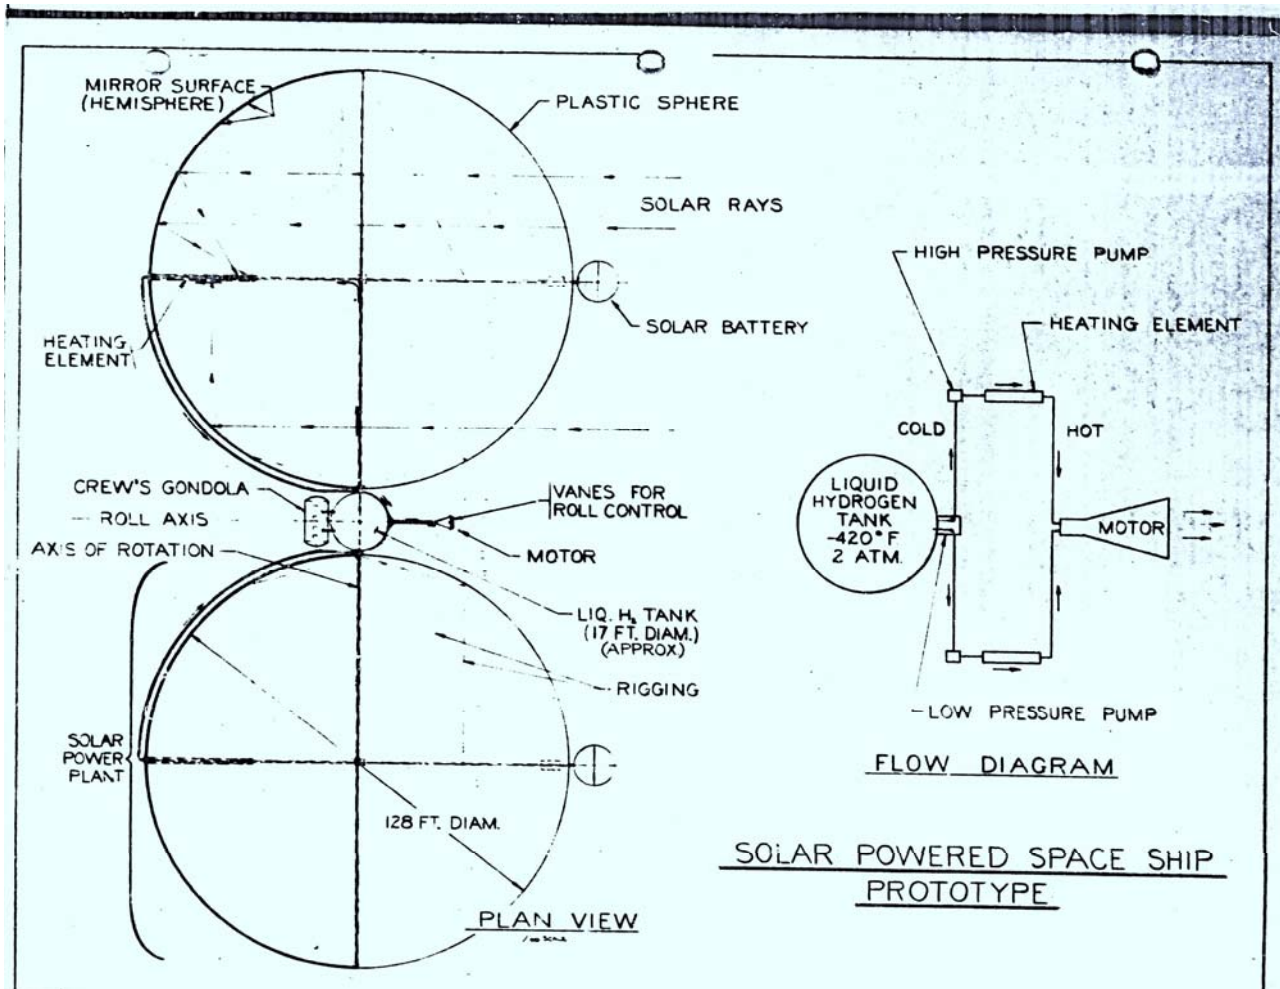 MIRROR SURFACE
(HEMISPHERE)
PLASTIC SPHERE
SOLAR RAYS
SOLAR BATTERY
HEATING
ELEMENT
CREW'S GONDOLA
ROLL AXIS
AXIS OF ROTATION
VANES FOR
ROLL CONTROL
MOTOR
LIQ. H₂ TANK
(17 FT. DIAM.)
(APPROX)
RIGGING
SOLAR
POWER
PLANT
128 FT. DIAM.
PLAN VIEW
HIGH PRESSURE PUMP
HEATING ELEMENT
COLD
HOT
LIQUID
HYDROGEN
TANK
-420° F.
2 ATM.
MOTOR
LOW PRESSURE PUMP
FLOW DIAGRAM
SOLAR POWERED SPACE SHIP
PROTOTYPE